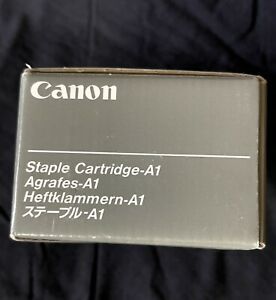 Canon
Staple Cartridge-A1
Agrafes-A1
Heftklammern-A1
ステープル-A1